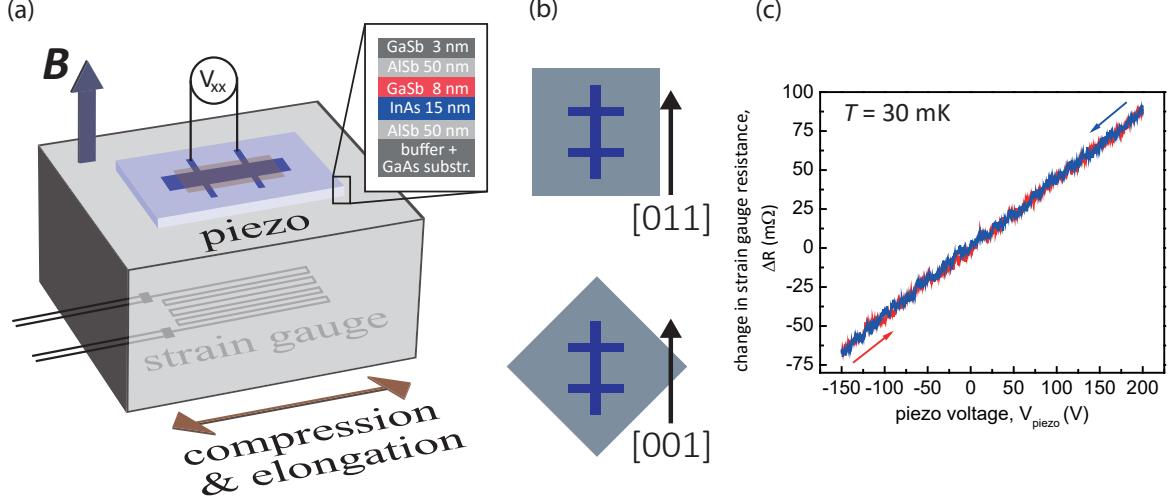 (a)
B
V_xx
GaSb 3 nm
AlSb 50 nm
GaSb 8 nm
InAs 15 nm
AlSb 50 nm
buffer +
GaAs substr.
piezo
strain gauge
compression
& elongation
(b)
[011]
[001]
(c)
change in strain gauge resistance,
ΔR (mΩ)
100
75
50
25
0
-25
-50
-75
T = 30 mK
-150 -100 -50 0 50 100 150 200
piezo voltage, V_piezo (V)